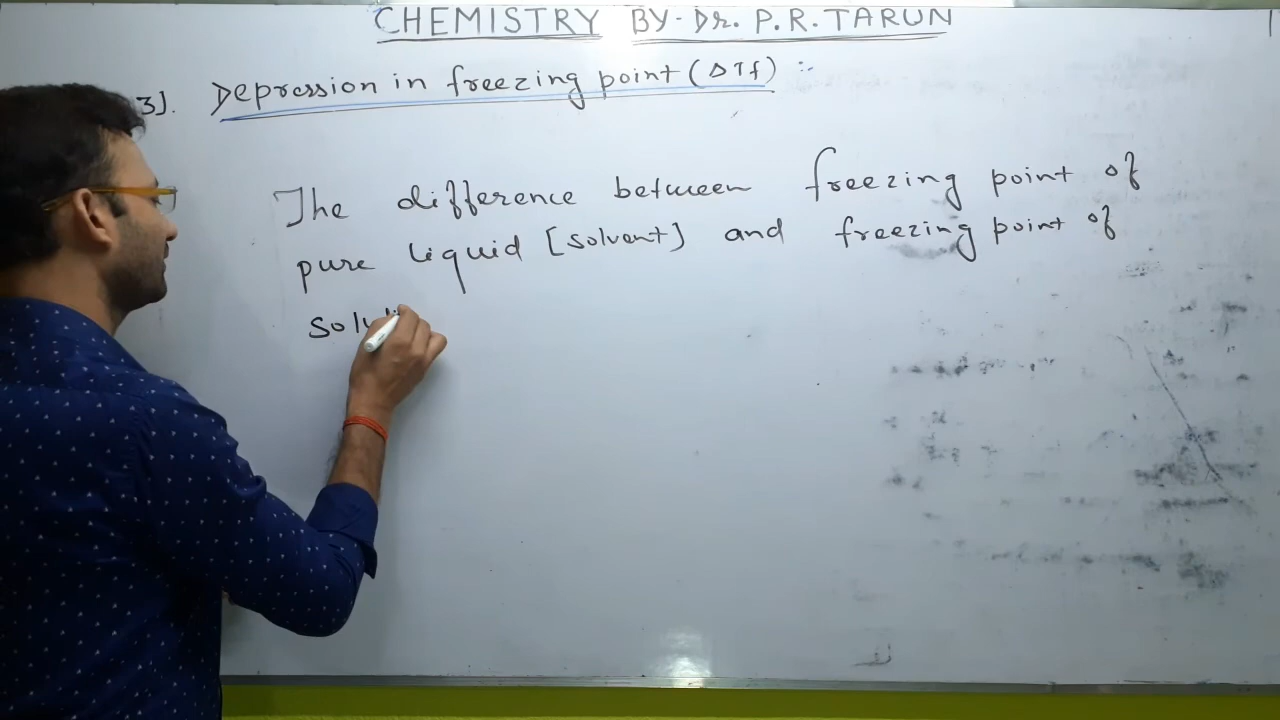 CHEMISTRY BY- Dr. P.R. TARUN
3]. Depression in freezing point (ΔTf) :-
The difference between freezing point of
pure liquid [solvent] and freezing point of